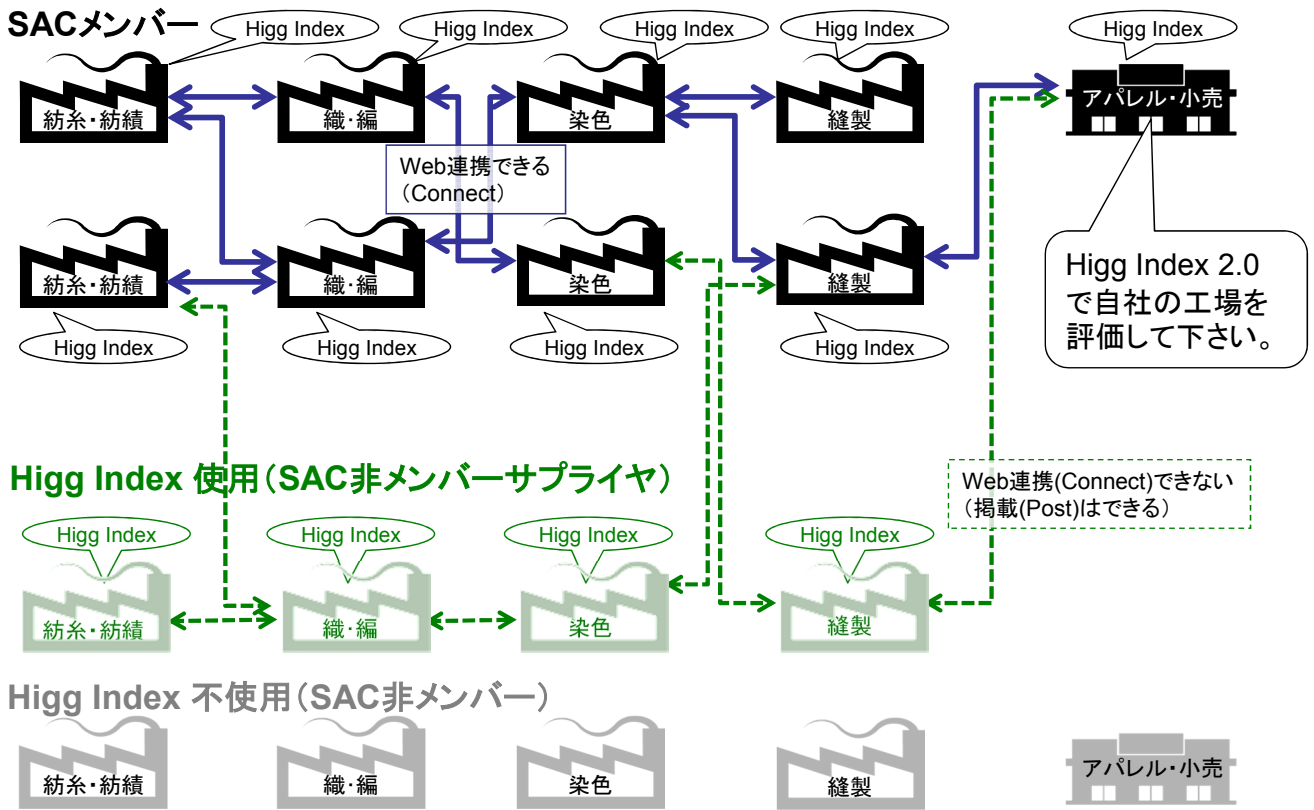 SACメンバー
Higg Index
Higg Index
Higg Index
Higg Index
Higg Index
紡糸・紡績
織・編
染色
縫製
アパレル・小売
Web連携できる
（Connect）
紡糸・紡績
織・編
染色
縫製
Higg Index 2.0
で自社の工場を
評価して下さい。
Higg Index
Higg Index
Higg Index
Higg Index
Higg Index 使用（SAC非メンバーサプライヤ）
Web連携(Connect)できない
（掲載(Post)はできる）
Higg Index
Higg Index
Higg Index
Higg Index
紡糸・紡績
織・編
染色
縫製
Higg Index 不使用（SAC非メンバー）
紡糸・紡績
織・編
染色
縫製
アパレル・小売